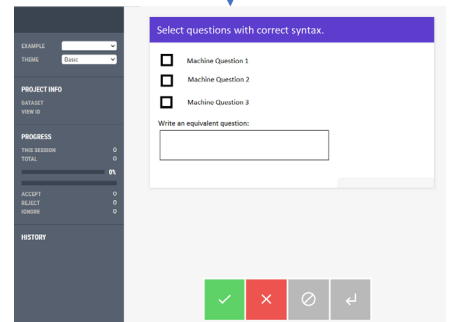 EXAMPLE
THEME Basic
PROJECT INFO
DATASET
VIEW ID
PROGRESS
THIS SESSION 0
TOTAL 0
0%
ACCEPT 0
REJECT 0
IGNORE 0
HISTORY
Select questions with correct syntax.
Machine Question 1
Machine Question 2
Machine Question 3
Write an equivalent question: